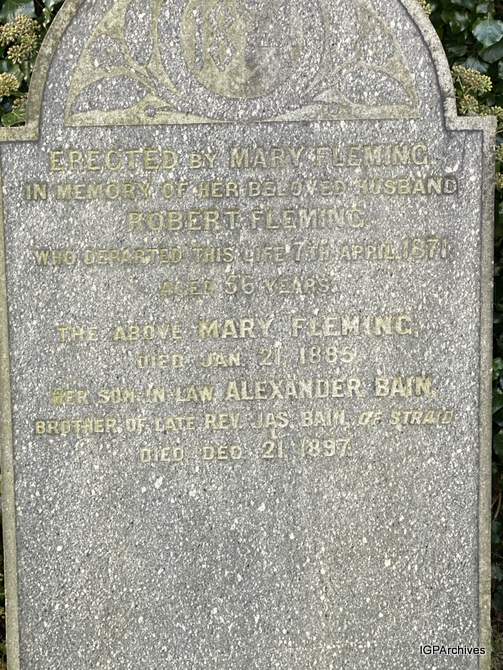 ERECTED BY MARY FLEMING,
IN MEMORY OF HER BELOVED HUSBAND
ROBERT FLEMING,
WHO DEPARTED THIS LIFE 7TH APRIL, 1871,
AGED 56 YEARS.
THE ABOVE MARY FLEMING
DIED JAN. 21, 1885.
HER SON-IN-LAW ALEXANDER BAIN,
BROTHER OF LATE REV. JAS. BAIN, OF STRAID.
DIED DEC. 21, 1897.
IGPArchives